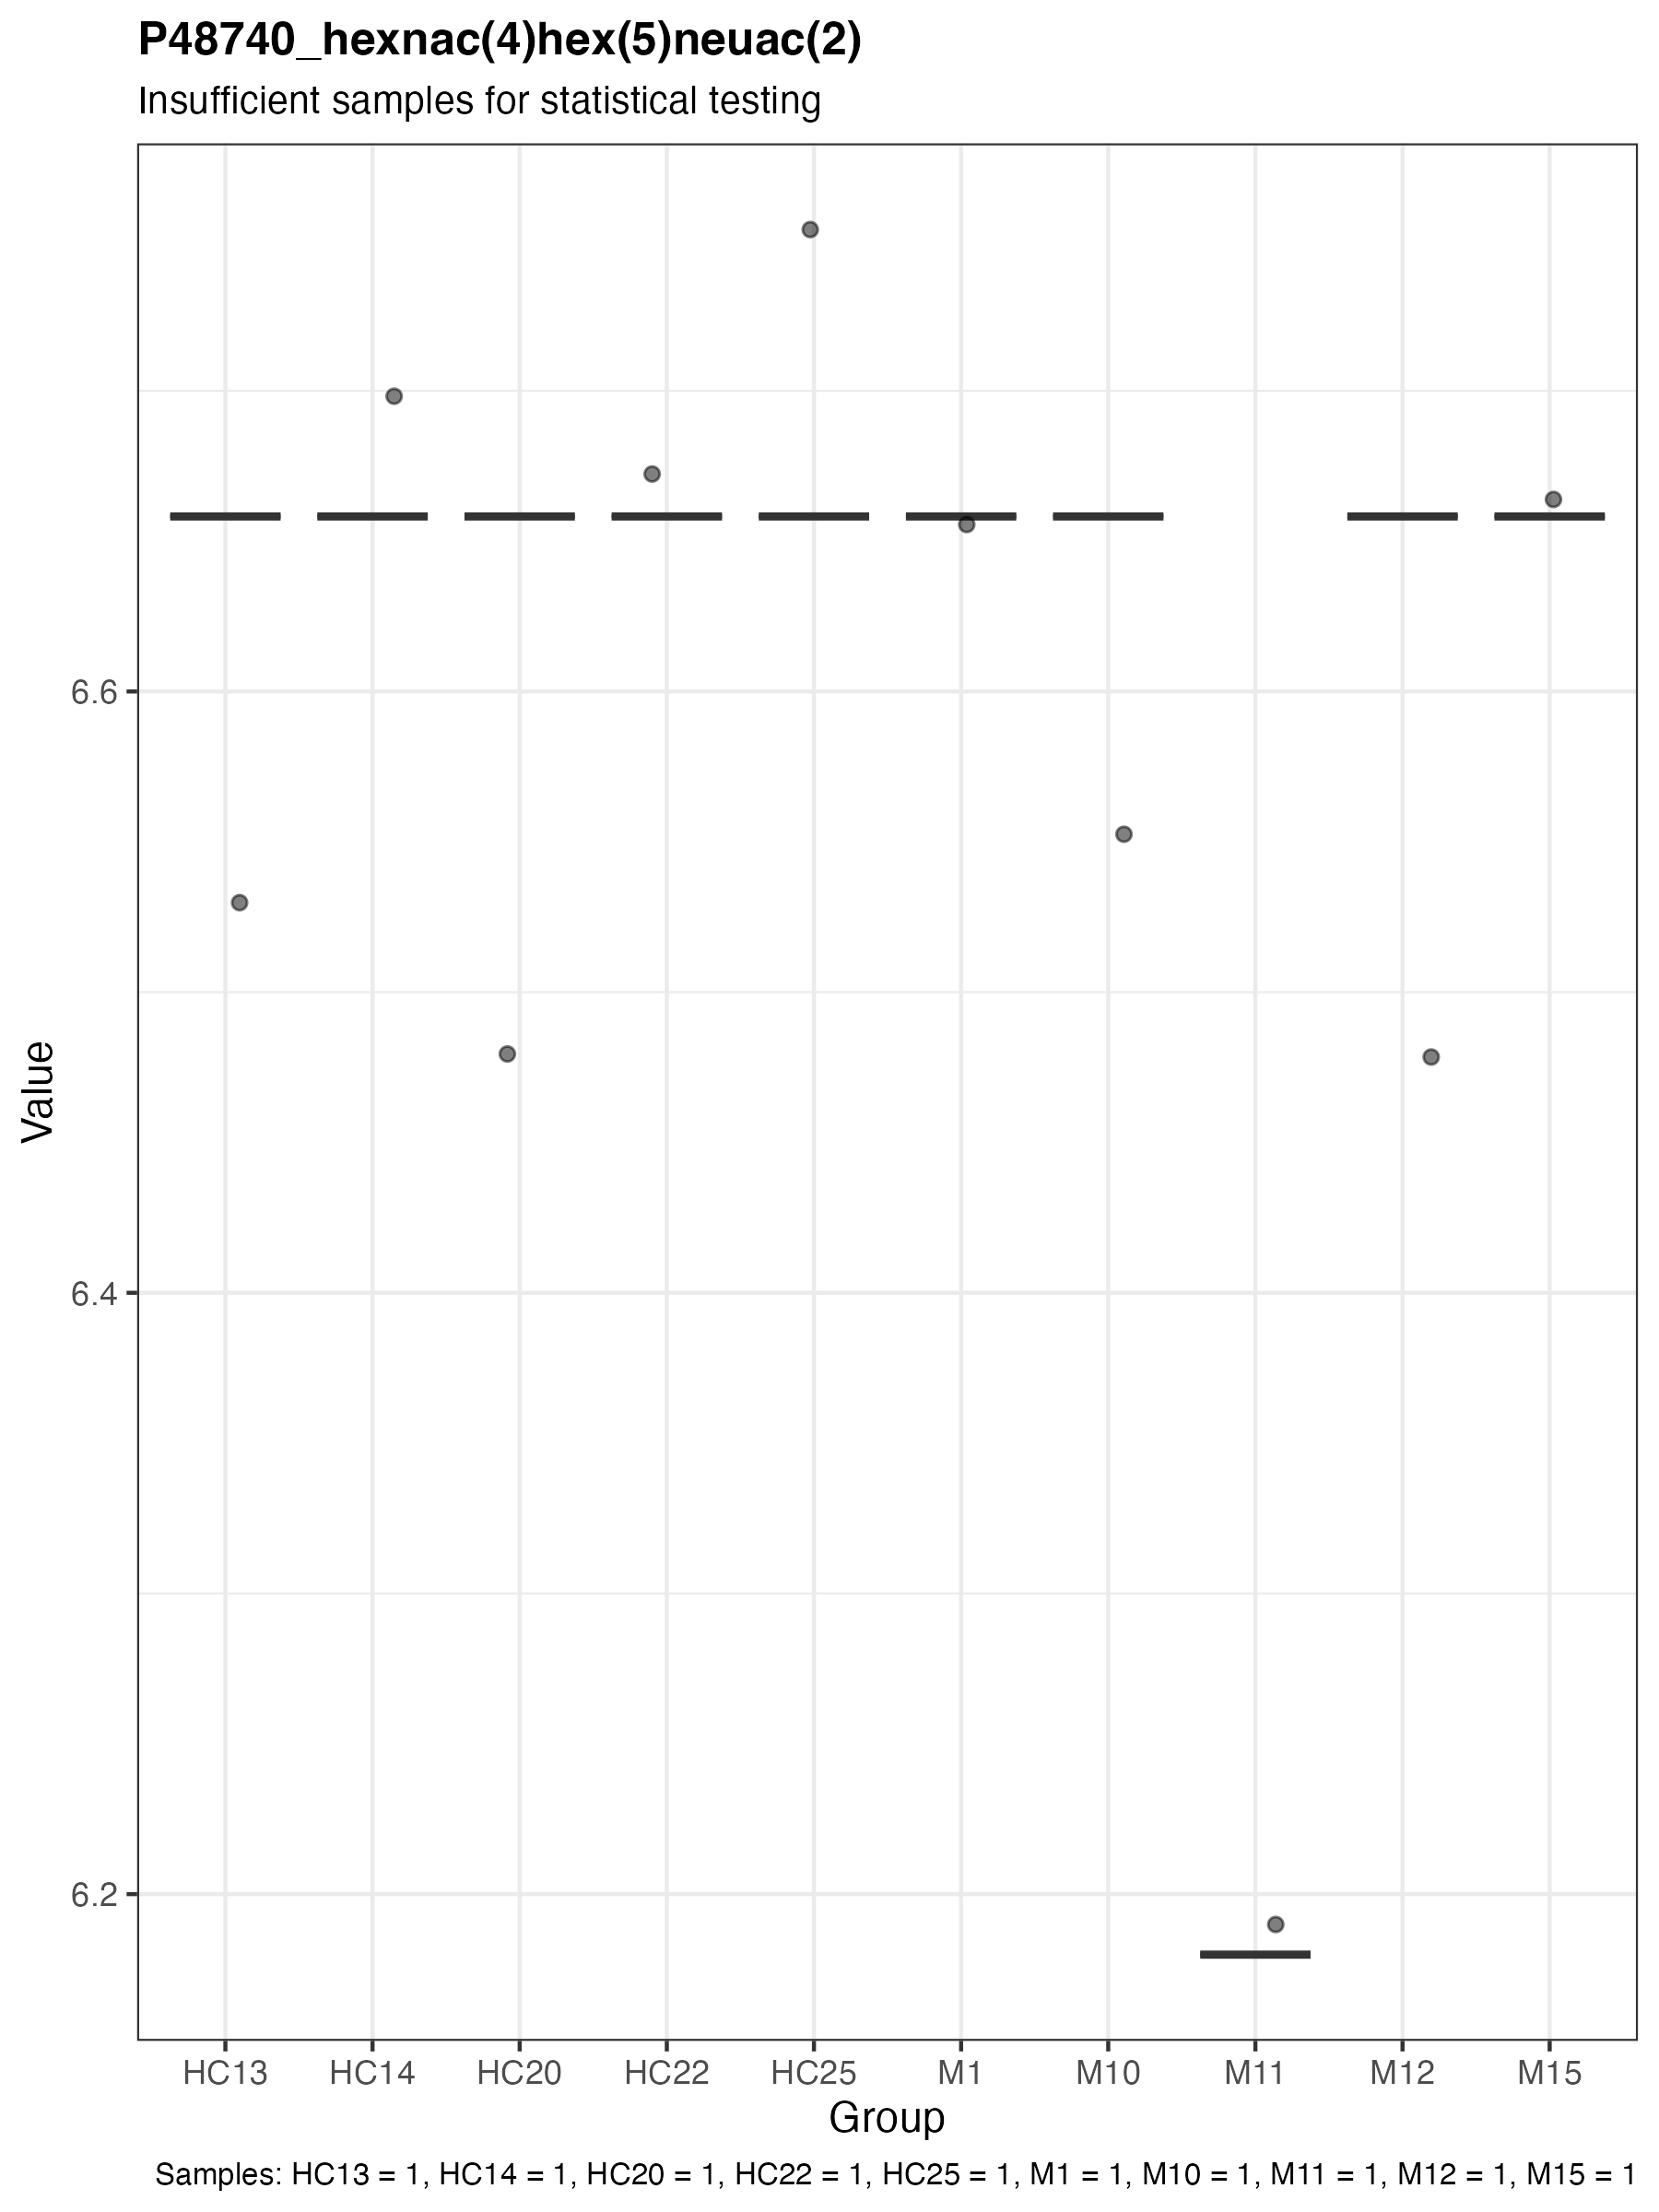 P48740_hexnac(4)hex(5)neuac(2)
Insufficient samples for statistical testing
Value
6.6
6.4
6.2
HC13 HC14 HC20 HC22 HC25 M1 M10 M11 M12 M15
Group
Samples: HC13 = 1, HC14 = 1, HC20 = 1, HC22 = 1, HC25 = 1, M1 = 1, M10 = 1, M11 = 1, M12 = 1, M15 = 1